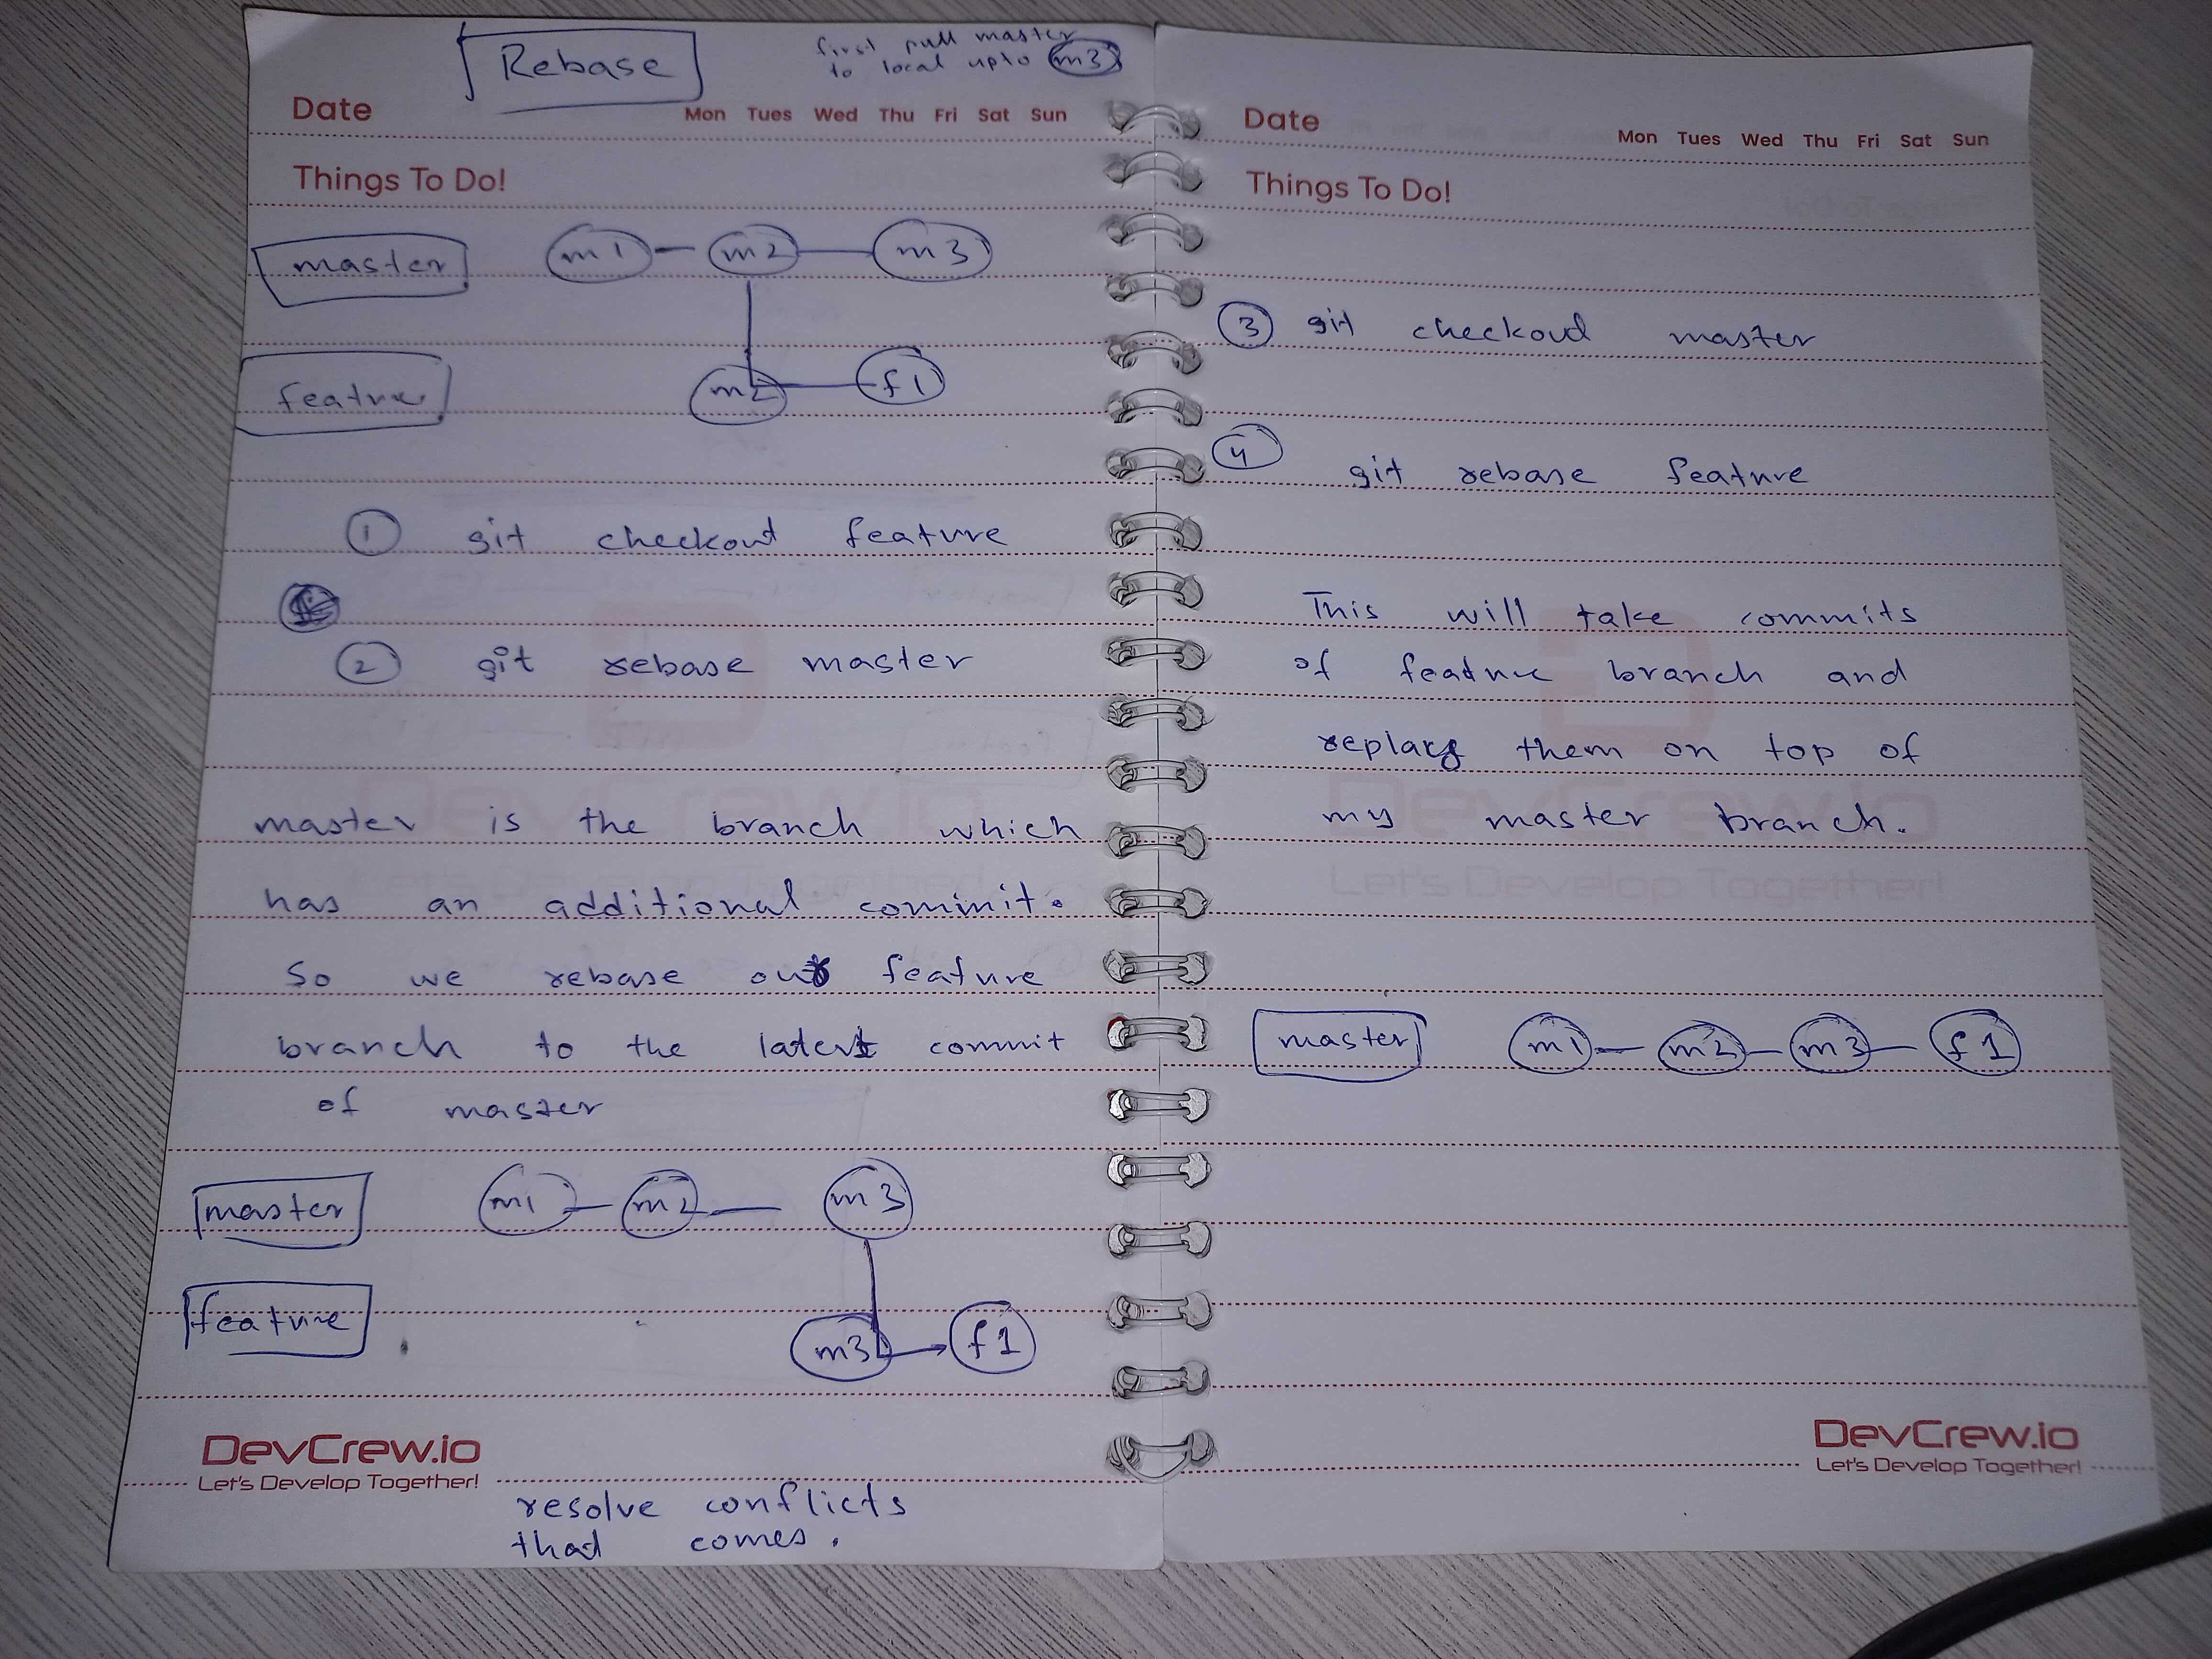 Rebase
first pull master
to local upto m3
Date Mon Tues Wed Thu Fri Sat Sun
Things To Do!
master m1 m2 m3
feature m2 f1
1 git checkout feature
2 git rebase master
master is the branch which
has an additional commit.
So we rebase our feature
branch to the latest commit
of master
master m1 m2 m3
feature m3 f1
DevCrew.io
Let's Develop Together!
resolve conflicts
that comes.
Date Mon Tues Wed Thu Fri Sat Sun
Things To Do!
3 git checkout master
4 git rebase feature
This will take commits
of feature branch and
replay them on top of
my master branch.
master m1 m2 m3 f1
DevCrew.io
Let's Develop Together!